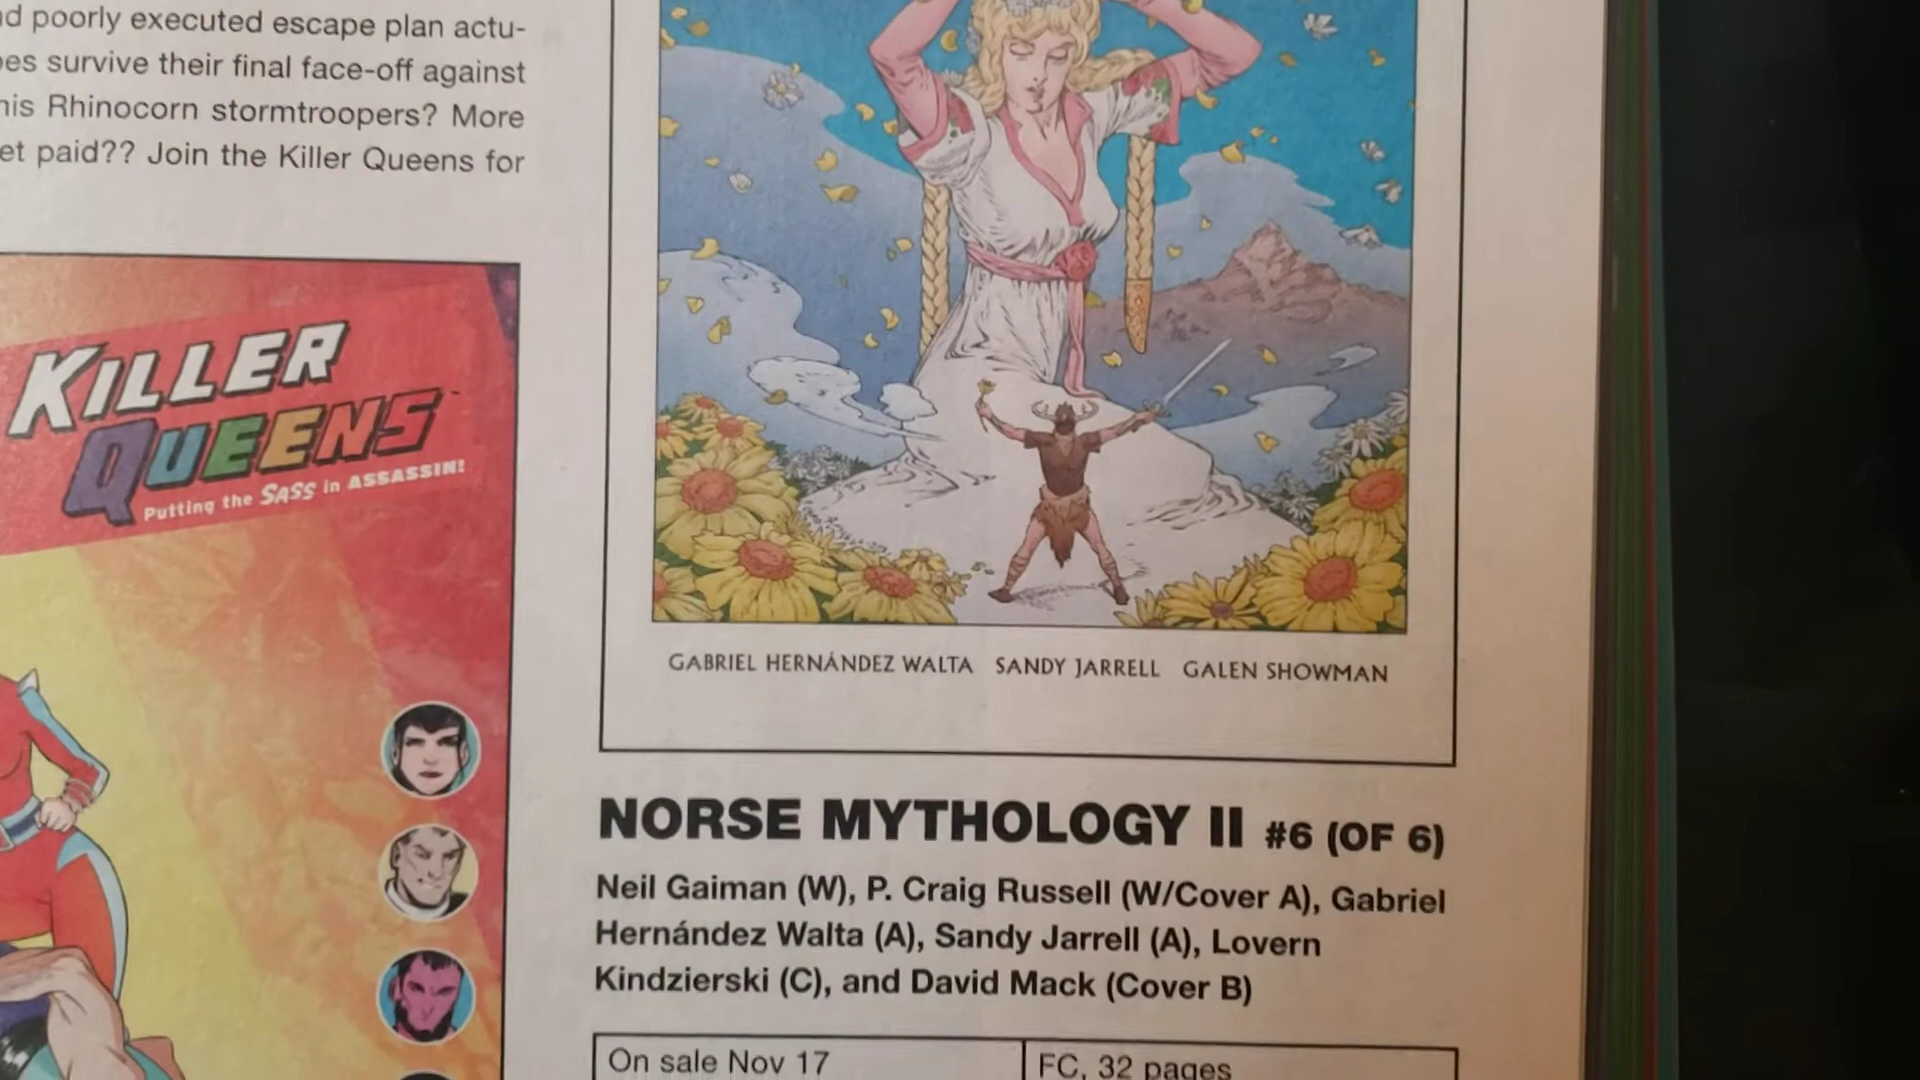 poorly executed escape plan actu-
survive their final face-off against
his Rhinocorn stormtroopers? More
paid?? Join the Killer Queens for
KILLER
QUEENS
Putting the SASS in ASSASSIN!
GABRIEL HERNÁNDEZ WALTA SANDY JARRELL GALEN SHOWMAN
NORSE MYTHOLOGY II #6 (OF 6)
Neil Gaiman (W), P. Craig Russell (W/Cover A), Gabriel
Hernández Walta (A), Sandy Jarrell (A), Lovern
Kindzierski (C), and David Mack (Cover B)
On sale Nov 17
FC, 32 pages